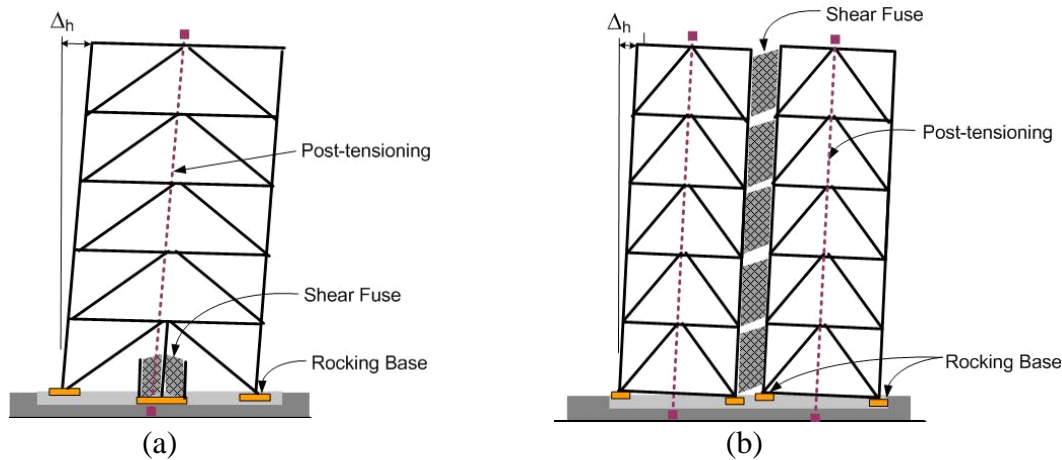 Δh
Post-tensioning
Shear Fuse
Rocking Base
(a)
Shear Fuse
Δh
Post-tensioning
Rocking Base
(b)